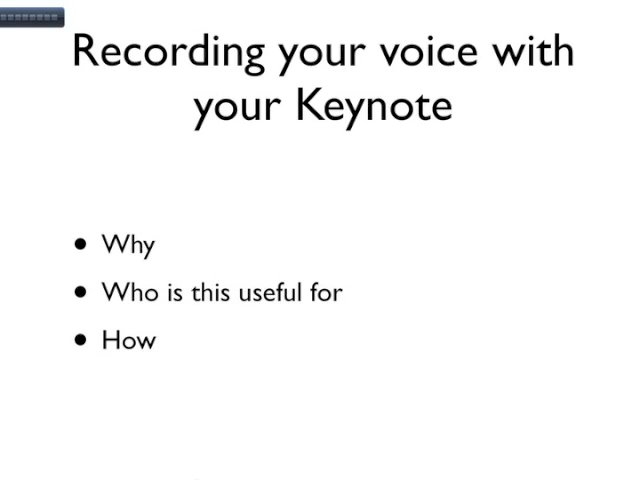 Recording your voice with
your Keynote
• Why
• Who is this useful for
• How